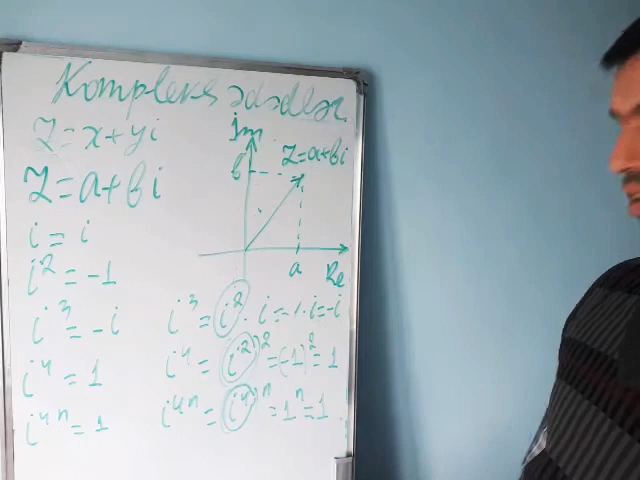 Kompleks ədədlər.
Z = x + yi
Z = a + bi
i = i
i² = -1
i³ = -i
i⁴ = 1
i⁴ⁿ = 1
Im
b
Z = a + bi
a
Re
i³ = i² · i = -1 · i = -i
i⁴ = (i²)² = (-1)² = 1
i⁴ⁿ = (i⁴)ⁿ = 1ⁿ = 1